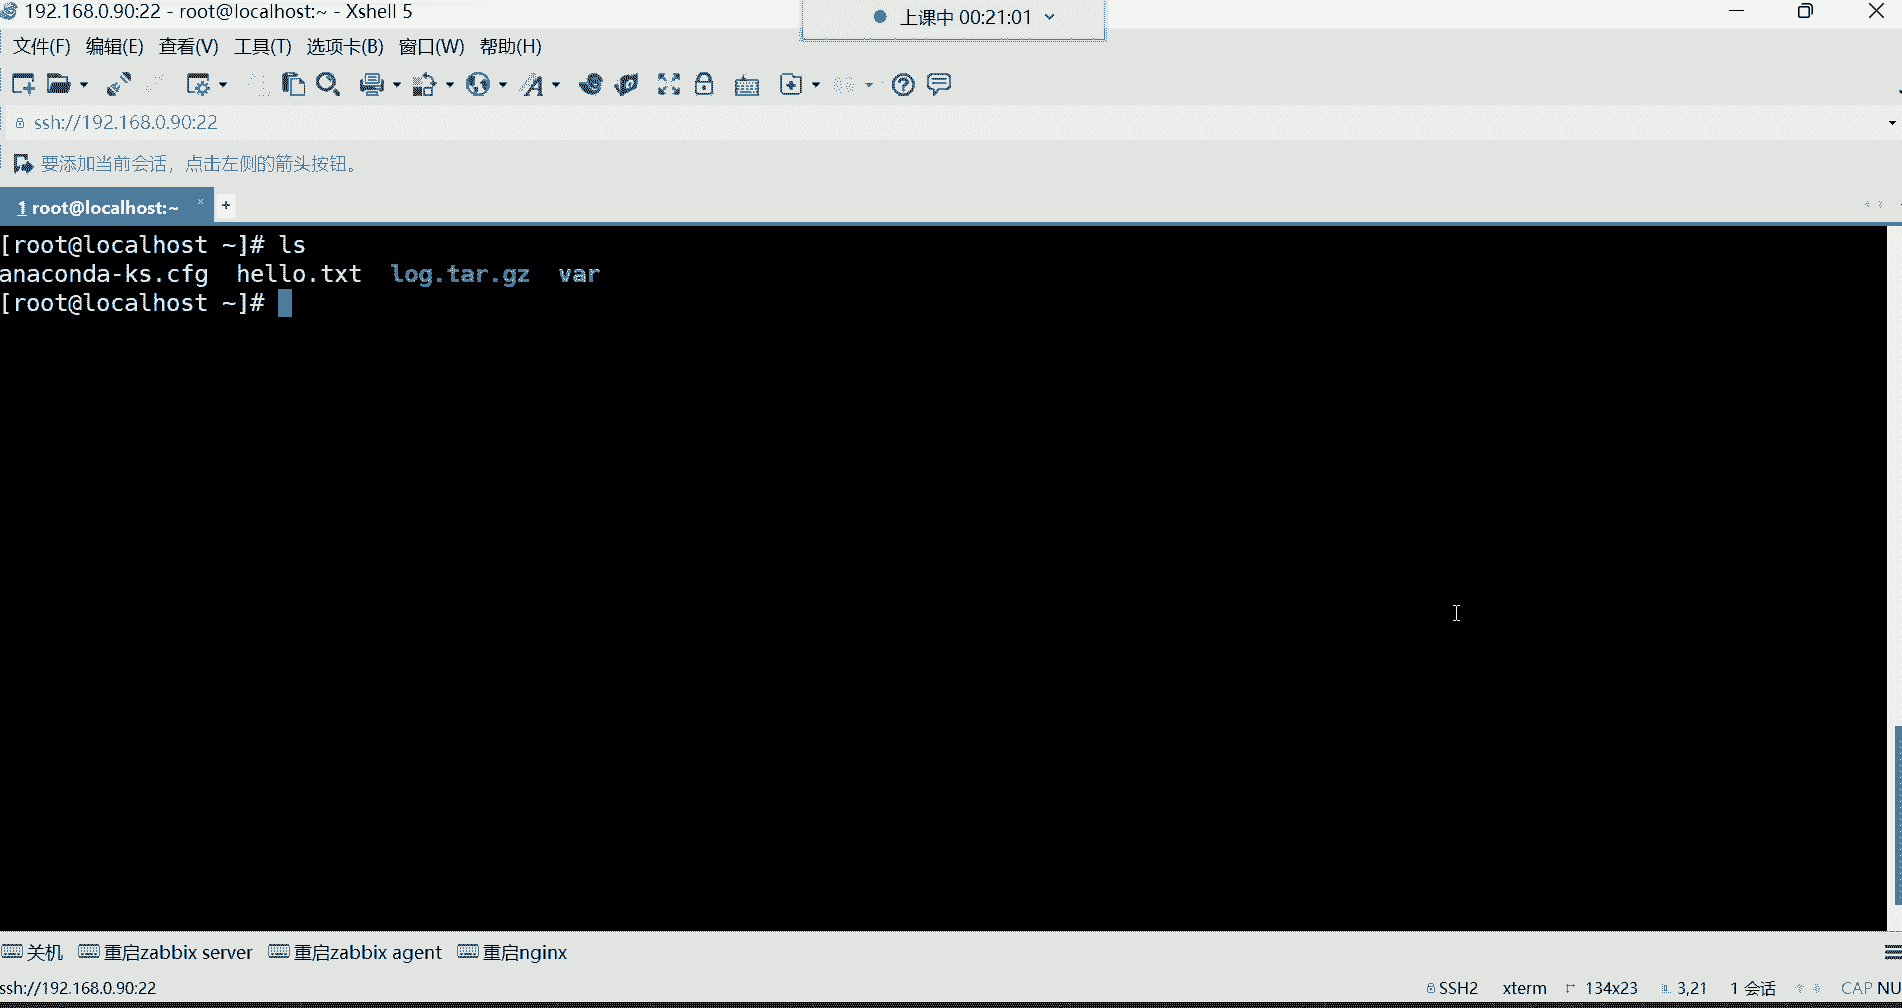 192.168.0.90:22 - root@localhost:~ - Xshell 5
上课中 00:21:01
文件(F) 编辑(E) 查看(V) 工具(T) 选项卡(B) 窗口(W) 帮助(H)
ssh://192.168.0.90:22
要添加当前会话，点击左侧的箭头按钮。
1 root@localhost:~ × +
[root@localhost ~]# ls
anaconda-ks.cfg hello.txt log.tar.gz var
[root@localhost ~]#
关机 重启zabbix server 重启zabbix agent 重启nginx
ssh://192.168.0.90:22 SSH2 xterm 134x23 3,21 1 会话 CAP NU